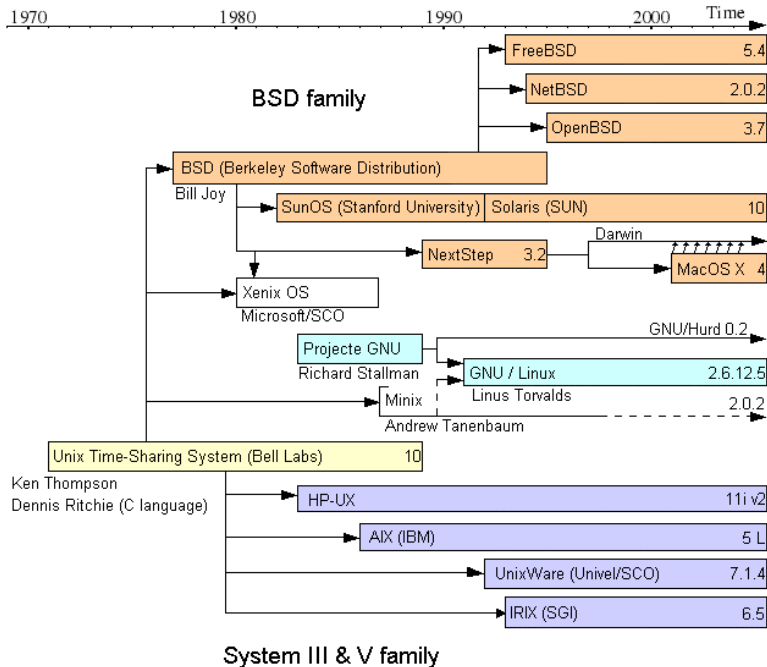 1970 1980 1990 2000 Time
FreeBSD 5.4
BSD family
NetBSD 2.0.2
OpenBSD 3.7
BSD (Berkeley Software Distribution)
Bill Joy
SunOS (Stanford University) Solaris (SUN) 10
Darwin
NextStep 3.2
MacOS X 4
Xenix OS
Microsoft/SCO
GNU/Hurd 0.2
Projecte GNU
Richard Stallman
GNU / Linux 2.6.12.5
Linus Torvalds
Minix
2.0.2
Andrew Tanenbaum
Unix Time-Sharing System (Bell Labs) 10
Ken Thompson
Dennis Ritchie (C language)
HP-UX 11i v2
AIX (IBM) 5 L
UnixWare (Univel/SCO) 7.1.4
IRIX (SGI) 6.5
System III & V family